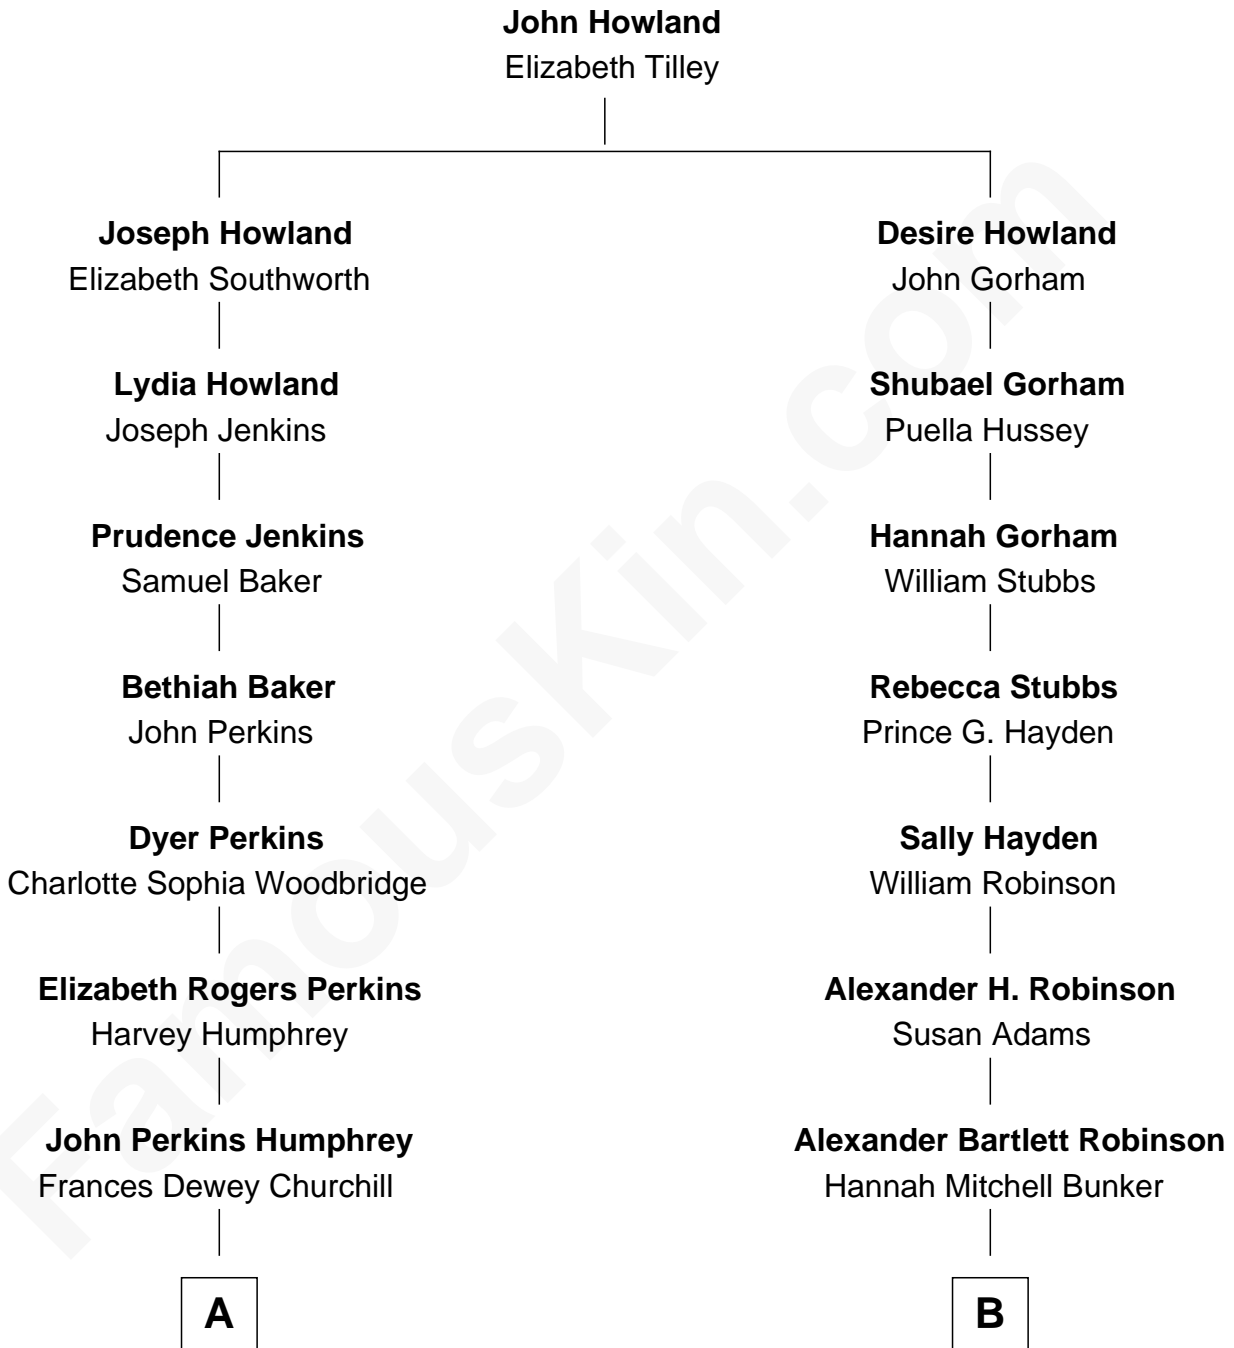 John Howland
Elizabeth Tilley
Joseph Howland
Elizabeth Southworth
Desire Howland
John Gorham
Lydia Howland
Joseph Jenkins
Shubael Gorham
Puella Hussey
Prudence Jenkins
Samuel Baker
Hannah Gorham
William Stubbs
Bethiah Baker
John Perkins
Rebecca Stubbs
Prince G. Hayden
Dyer Perkins
Charlotte Sophia Woodbridge
Sally Hayden
William Robinson
Elizabeth Rogers Perkins
Harvey Humphrey
Alexander H. Robinson
Susan Adams
John Perkins Humphrey
Frances Dewey Churchill
Alexander Bartlett Robinson
Hannah Mitchell Bunker
A
B
FamousKin.com